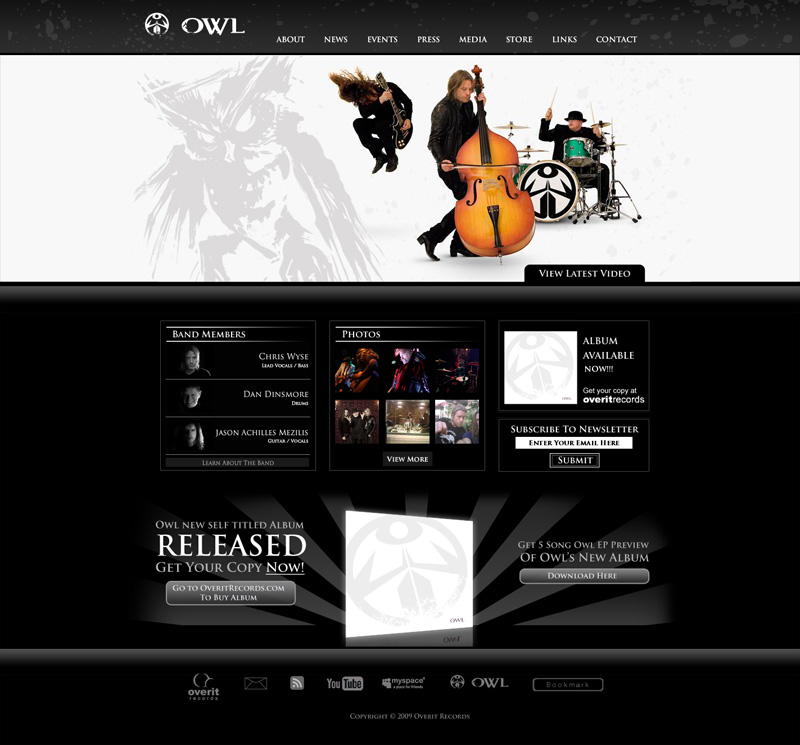 OWL
ABOUT NEWS EVENTS PRESS MEDIA STORE LINKS CONTACT
VIEW LATEST VIDEO
BAND MEMBERS
CHRIS WYSE
LEAD VOCALS / BASS
DAN DINSMORE
DRUMS
JASON ACHILLES MEZILIS
GUITAR / VOCALS
LEARN ABOUT THE BAND
PHOTOS
VIEW MORE
OWL
ALBUM
AVAILABLE
NOW!!!
Get your copy at
overitrecords
SUBSCRIBE TO NEWSLETTER
ENTER YOUR EMAIL HERE
SUBMIT
OWL NEW SELF TITLED ALBUM
RELEASED
GET YOUR COPY NOW!
GO TO OVERITRECORDS.COM
TO BUY ALBUM
OWL
GET 5 SONG OWL EP PREVIEW
OF OWL'S NEW ALBUM
DOWNLOAD HERE
overit
records
YouTube
myspace
a place for friends
OWL
Bookmark
COPYRIGHT © 2009 OVERIT RECORDS